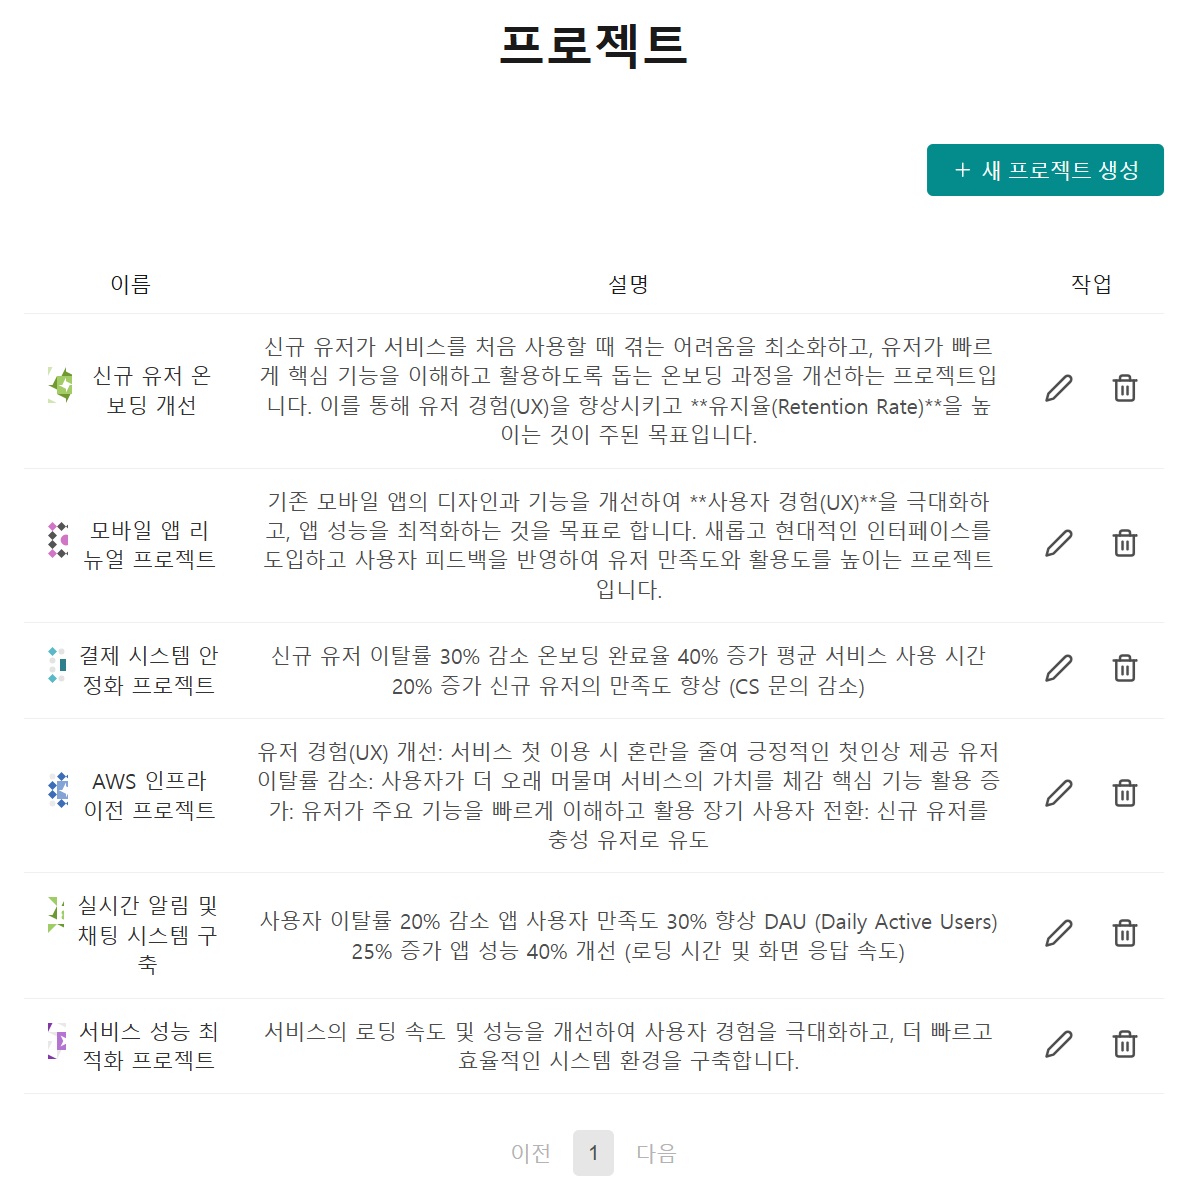 프로젝트
+ 새 프로젝트 생성
이름 설명 작업
신규 유저 온
보딩 개선
신규 유저가 서비스를 처음 사용할 때 겪는 어려움을 최소화하고, 유저가 빠르
게 핵심 기능을 이해하고 활용하도록 돕는 온보딩 과정을 개선하는 프로젝트입
니다. 이를 통해 유저 경험(UX)을 향상시키고 **유지율(Retention Rate)**을 높
이는 것이 주된 목표입니다.
모바일 앱 리
뉴얼 프로젝트
기존 모바일 앱의 디자인과 기능을 개선하여 **사용자 경험(UX)**을 극대화하
고, 앱 성능을 최적화하는 것을 목표로 합니다. 새롭고 현대적인 인터페이스를
도입하고 사용자 피드백을 반영하여 유저 만족도와 활용도를 높이는 프로젝트
입니다.
결제 시스템 안
정화 프로젝트
신규 유저 이탈률 30% 감소 온보딩 완료율 40% 증가 평균 서비스 사용 시간
20% 증가 신규 유저의 만족도 향상 (CS 문의 감소)
AWS 인프라
이전 프로젝트
유저 경험(UX) 개선: 서비스 첫 이용 시 혼란을 줄여 긍정적인 첫인상 제공 유저
이탈률 감소: 사용자가 더 오래 머물며 서비스의 가치를 체감 핵심 기능 활용 증
가: 유저가 주요 기능을 빠르게 이해하고 활용 장기 사용자 전환: 신규 유저를
충성 유저로 유도
실시간 알림 및
채팅 시스템 구
축
사용자 이탈률 20% 감소 앱 사용자 만족도 30% 향상 DAU (Daily Active Users)
25% 증가 앱 성능 40% 개선 (로딩 시간 및 화면 응답 속도)
서비스 성능 최
적화 프로젝트
서비스의 로딩 속도 및 성능을 개선하여 사용자 경험을 극대화하고, 더 빠르고
효율적인 시스템 환경을 구축합니다.
이전 1 다음